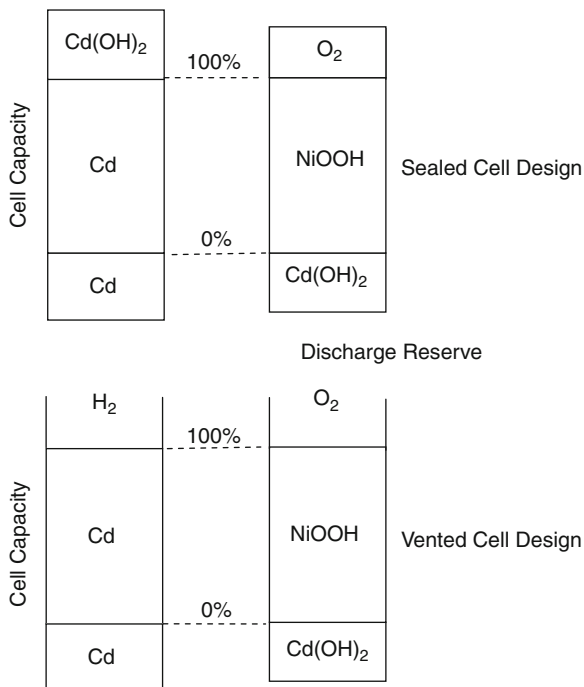 Cd(OH)₂
O₂
100%
Cell Capacity
Cd
NiOOH
Sealed Cell Design
0%
Cd
Cd(OH)₂
Discharge Reserve
H₂
O₂
100%
Cell Capacity
Cd
NiOOH
Vented Cell Design
0%
Cd
Cd(OH)₂